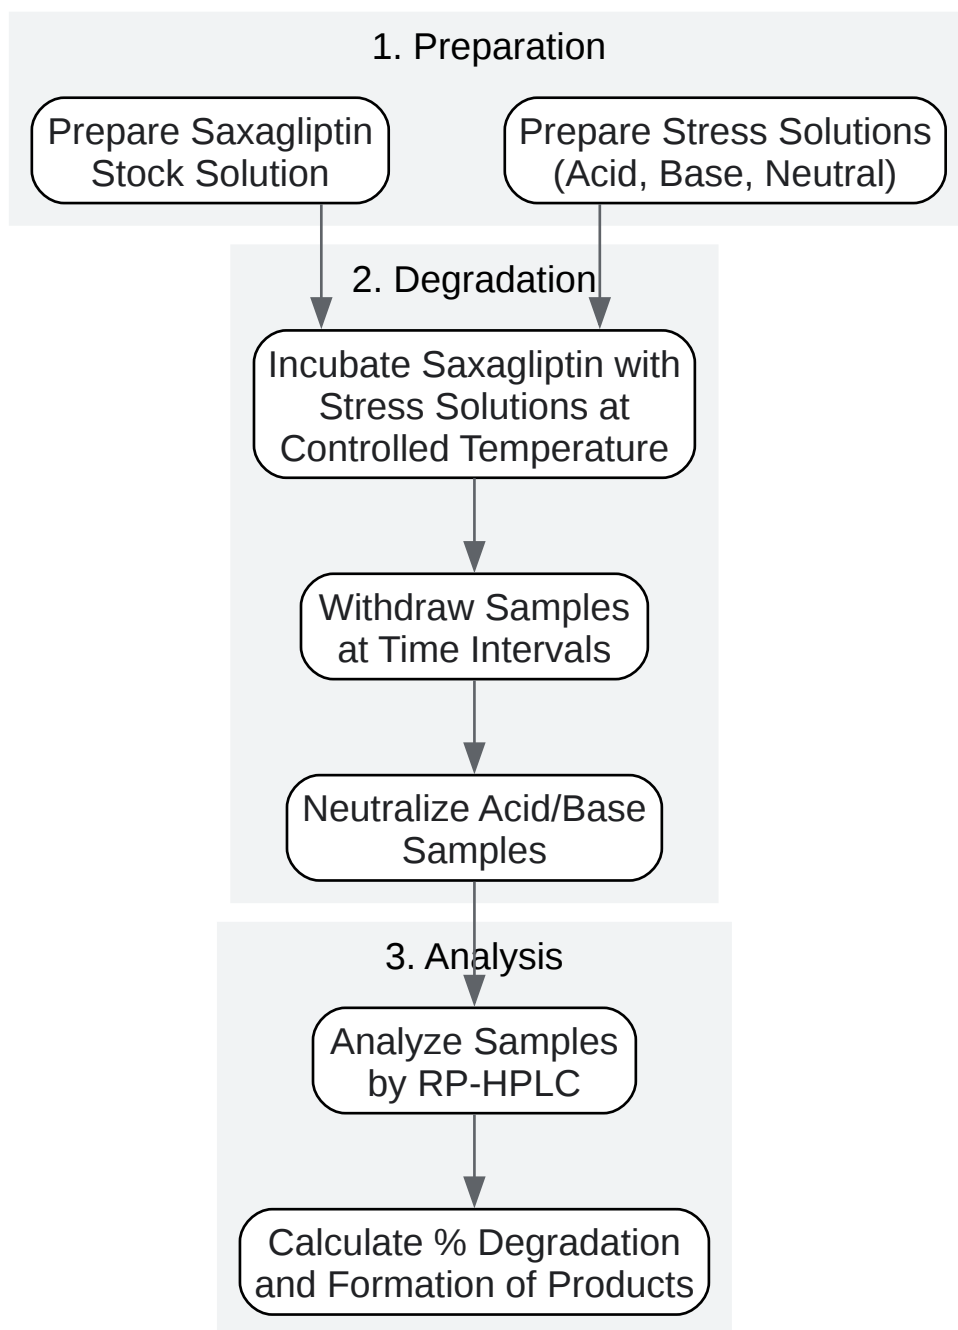 1. Preparation
Prepare Saxagliptin
Stock Solution
Prepare Stress Solutions
(Acid, Base, Neutral)
2. Degradation
Incubate Saxagliptin with
Stress Solutions at
Controlled Temperature
Withdraw Samples
at Time Intervals
Neutralize Acid/Base
Samples
3. Analysis
Analyze Samples
by RP-HPLC
Calculate % Degradation
and Formation of Products